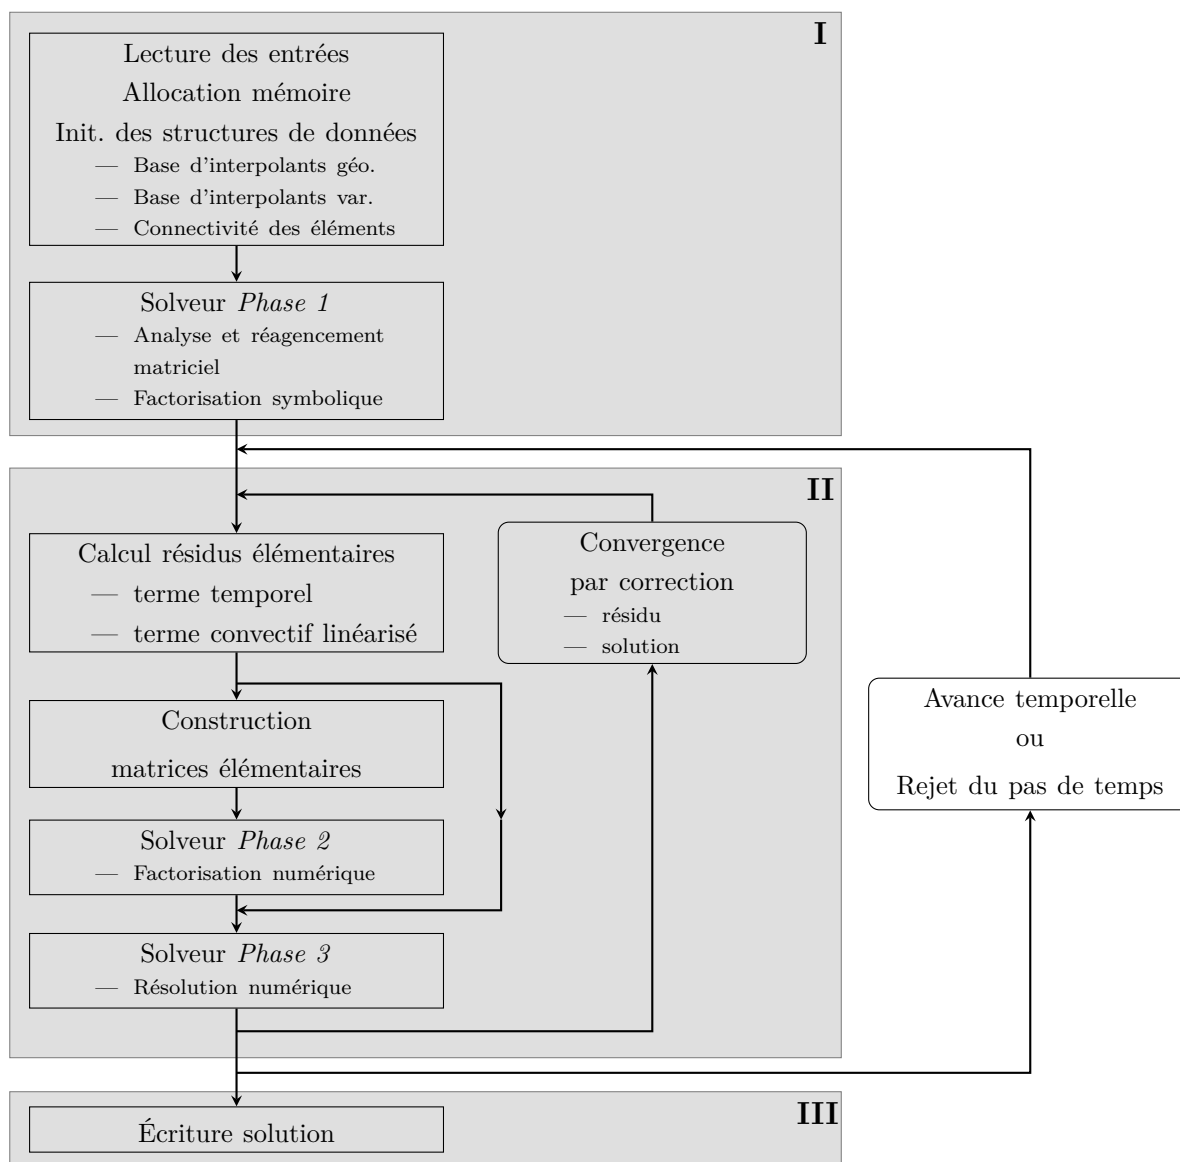 I
Lecture des entrées
Allocation mémoire
Init. des structures de données
— Base d'interpolants géo.
— Base d'interpolants var.
— Connectivité des éléments
Solveur Phase 1
— Analyse et réagencement
matriciel
— Factorisation symbolique
II
Calcul résidus élémentaires
— terme temporel
— terme convectif linéarisé
Convergence
par correction
— résidu
— solution
Construction
matrices élémentaires
Solveur Phase 2
— Factorisation numérique
Solveur Phase 3
— Résolution numérique
Avance temporelle
ou
Rejet du pas de temps
III
Écriture solution